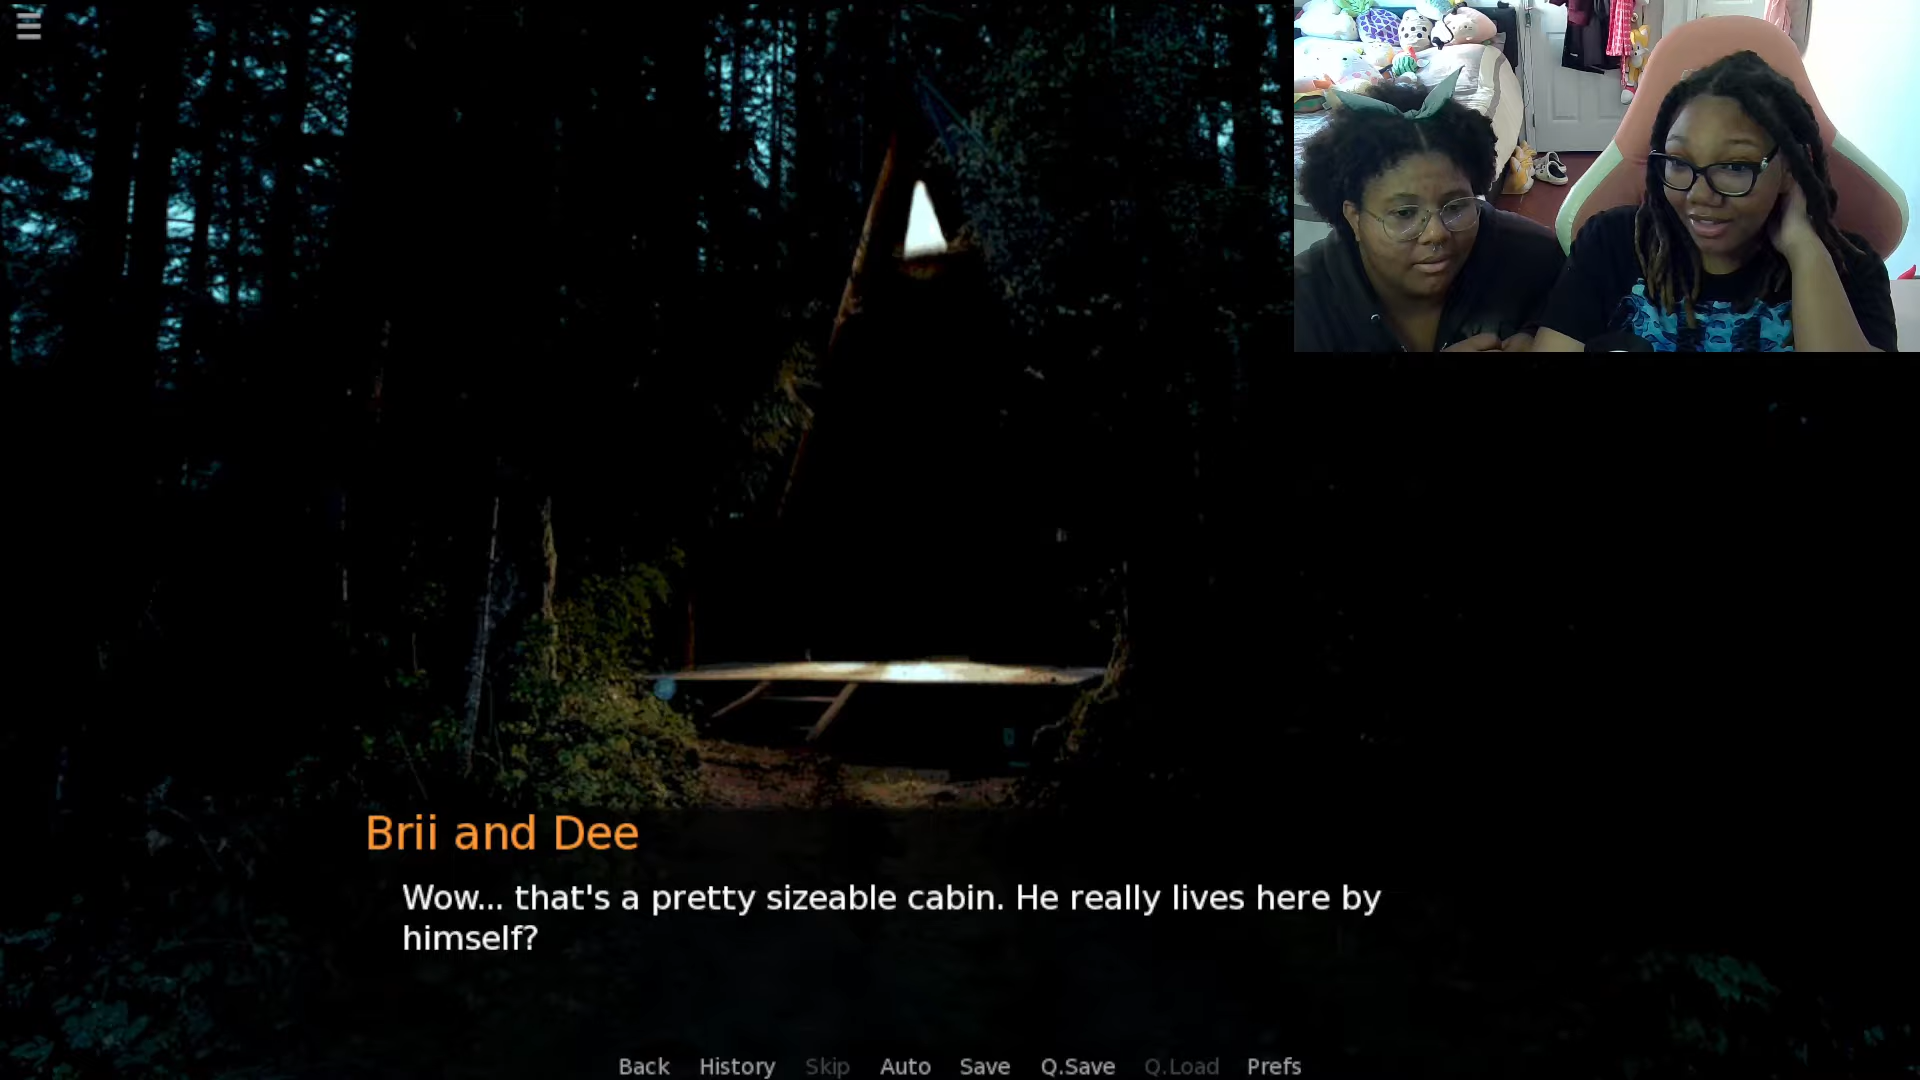 Brii and Dee
Wow... that's a pretty sizeable cabin. He really lives here by
himself?
Back History Skip Auto Save Q.Save Q.Load Prefs